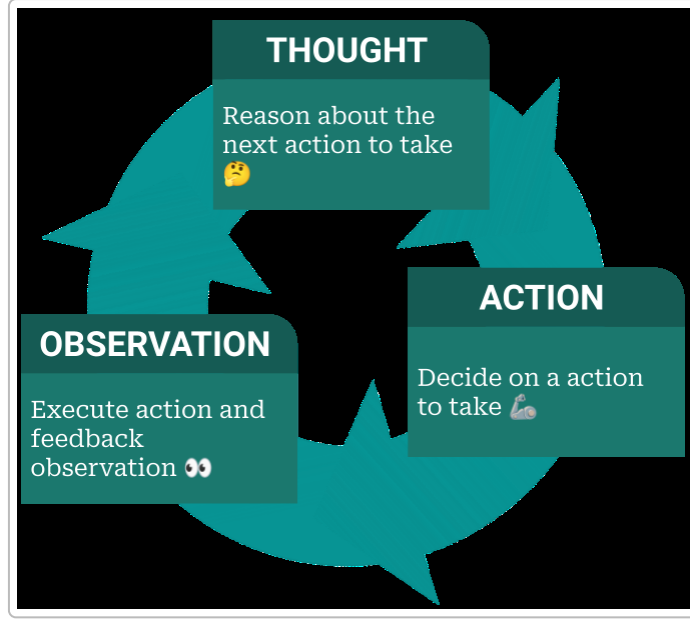 THOUGHT
Reason about the
next action to take
🤔
ACTION
Decide on a action
to take 🦾
OBSERVATION
Execute action and
feedback
observation 👀